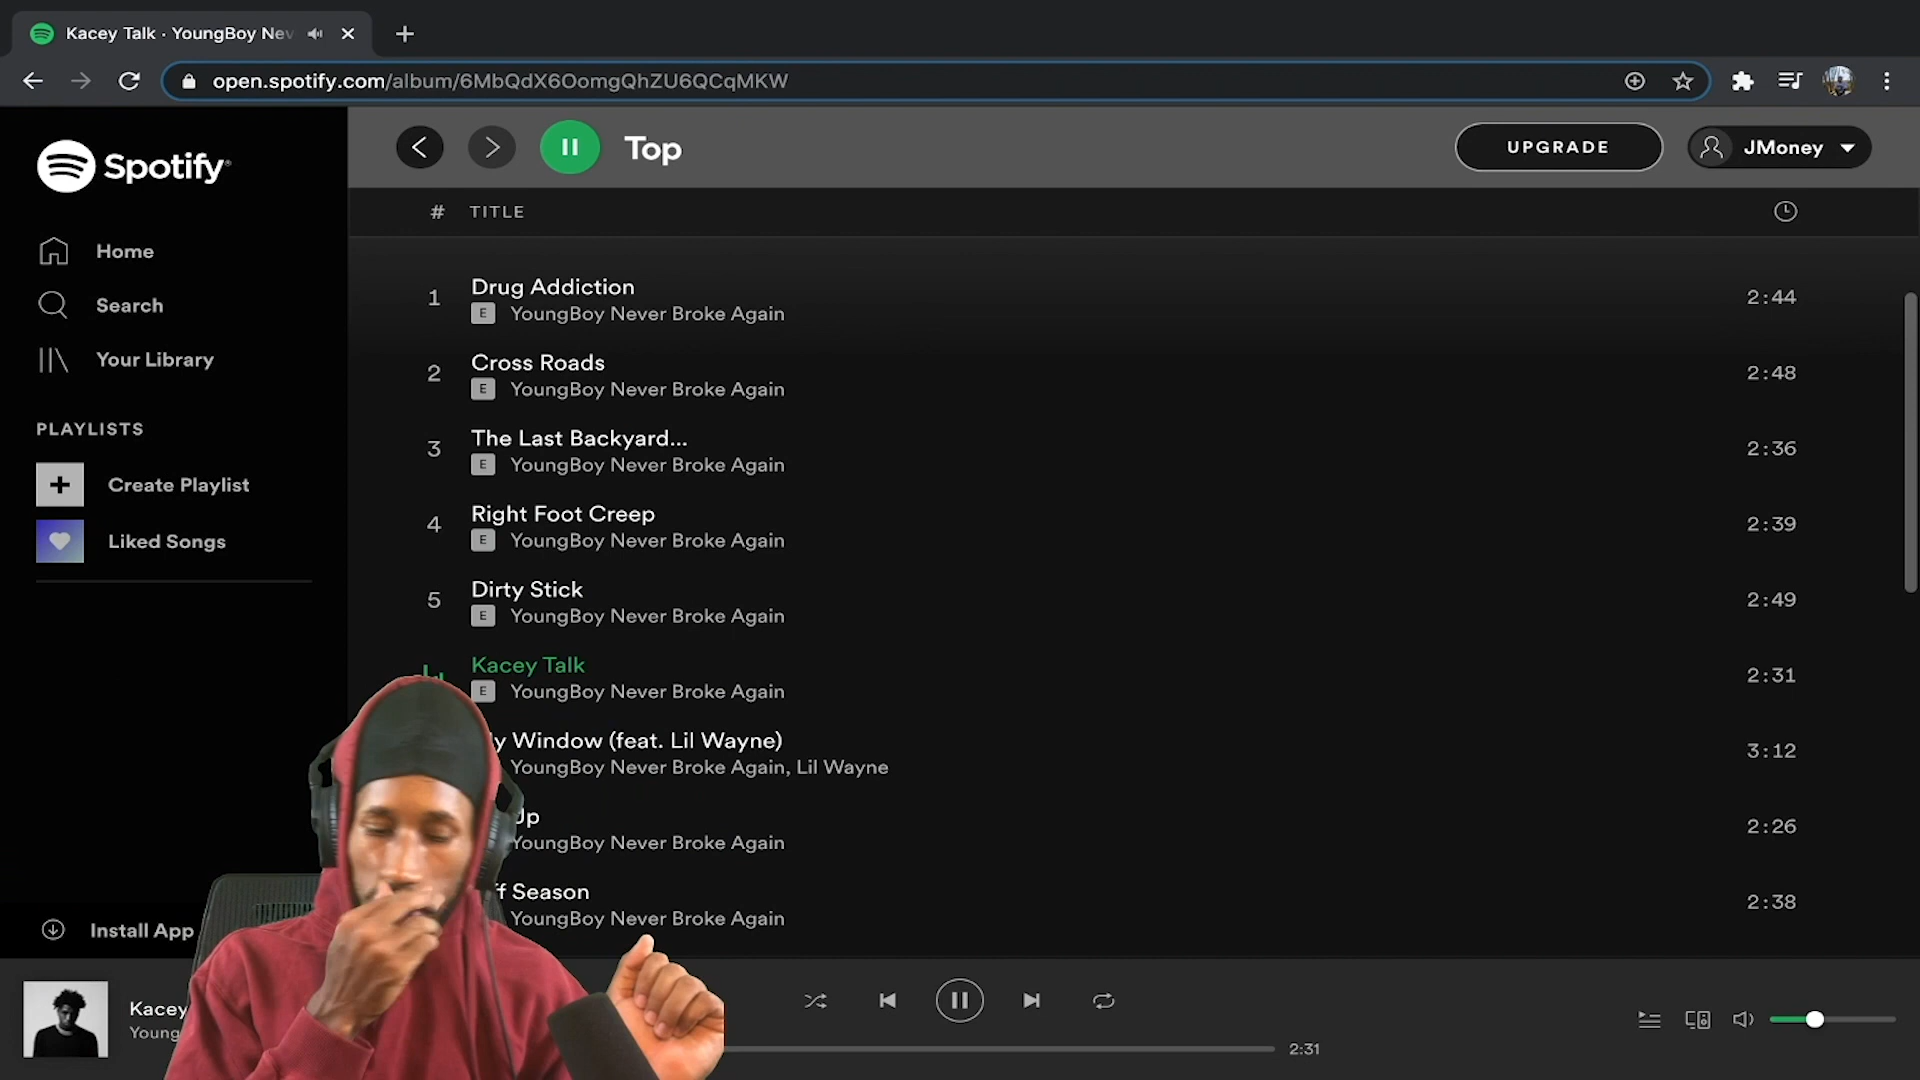 Kacey Talk · YoungBoy Nev
open.spotify.com/album/6MbQdX6OomgQhZU6QCqMKW
Spotify
Top
UPGRADE
JMoney
# TITLE
Home
Search
Your Library
PLAYLISTS
Create Playlist
Liked Songs
Install App
1 Drug Addiction 2:44
E YoungBoy Never Broke Again
2 Cross Roads 2:48
E YoungBoy Never Broke Again
3 The Last Backyard... 2:36
E YoungBoy Never Broke Again
4 Right Foot Creep 2:39
E YoungBoy Never Broke Again
5 Dirty Stick 2:49
E YoungBoy Never Broke Again
Kacey Talk 2:31
E YoungBoy Never Broke Again
Window (feat. Lil Wayne) 3:12
YoungBoy Never Broke Again, Lil Wayne
Up 2:26
YoungBoy Never Broke Again
Season 2:38
YoungBoy Never Broke Again
Kacey
Young
2:31